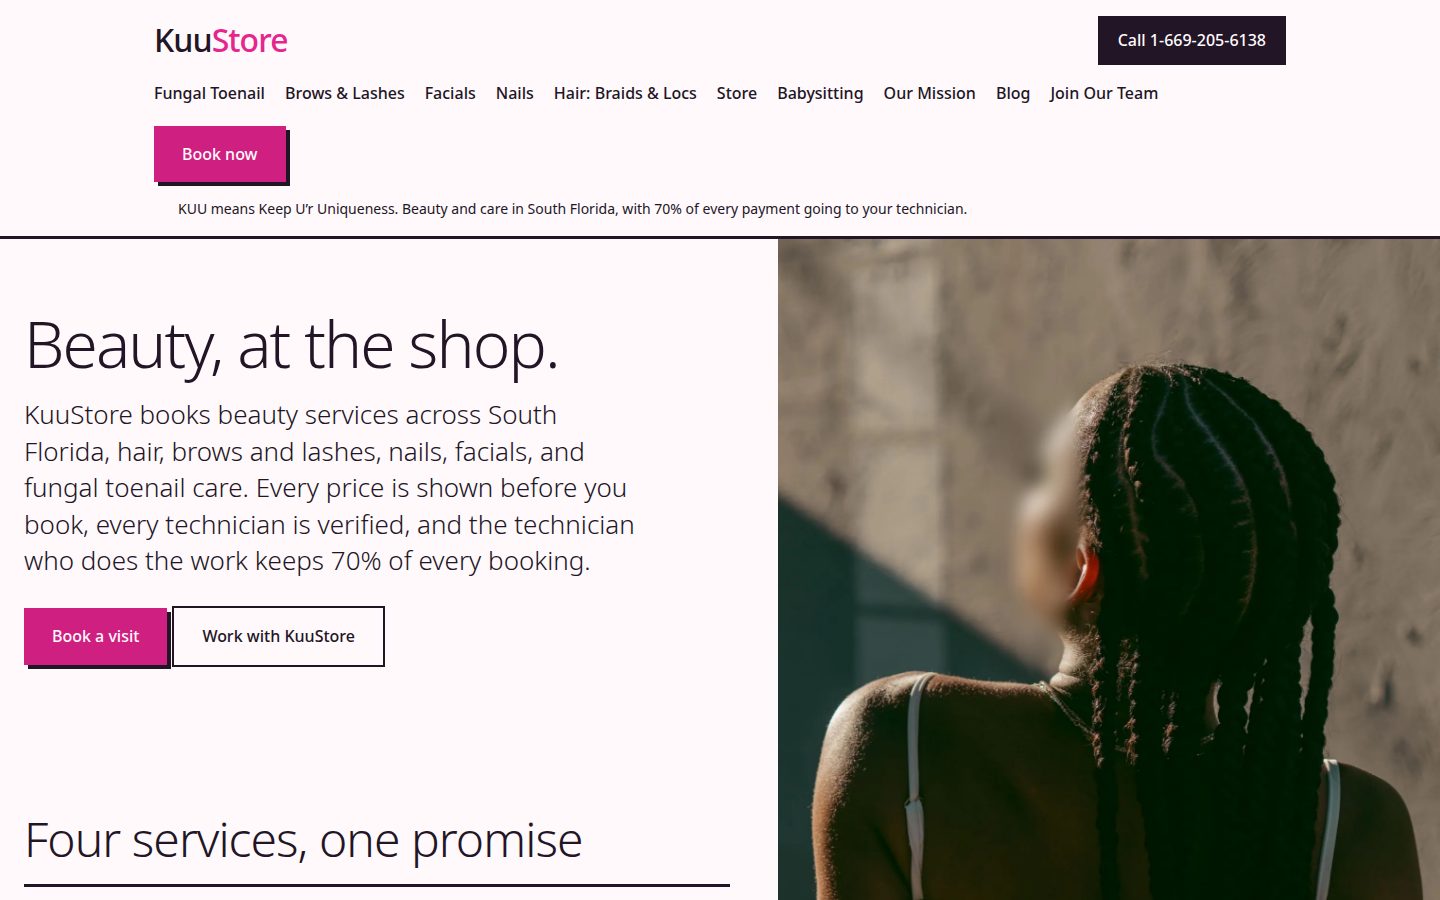 KuuStore
Call 1-669-205-6138
Fungal Toenail Brows & Lashes Facials Nails Hair: Braids & Locs Store Babysitting Our Mission Blog Join Our Team
Book now
KUU means Keep U'r Uniqueness. Beauty and care in South Florida, with 70% of every payment going to your technician.
Beauty, at the shop.
KuuStore books beauty services across South
Florida, hair, brows and lashes, nails, facials, and
fungal toenail care. Every price is shown before you
book, every technician is verified, and the technician
who does the work keeps 70% of every booking.
Book a visit
Work with KuuStore
Four services, one promise